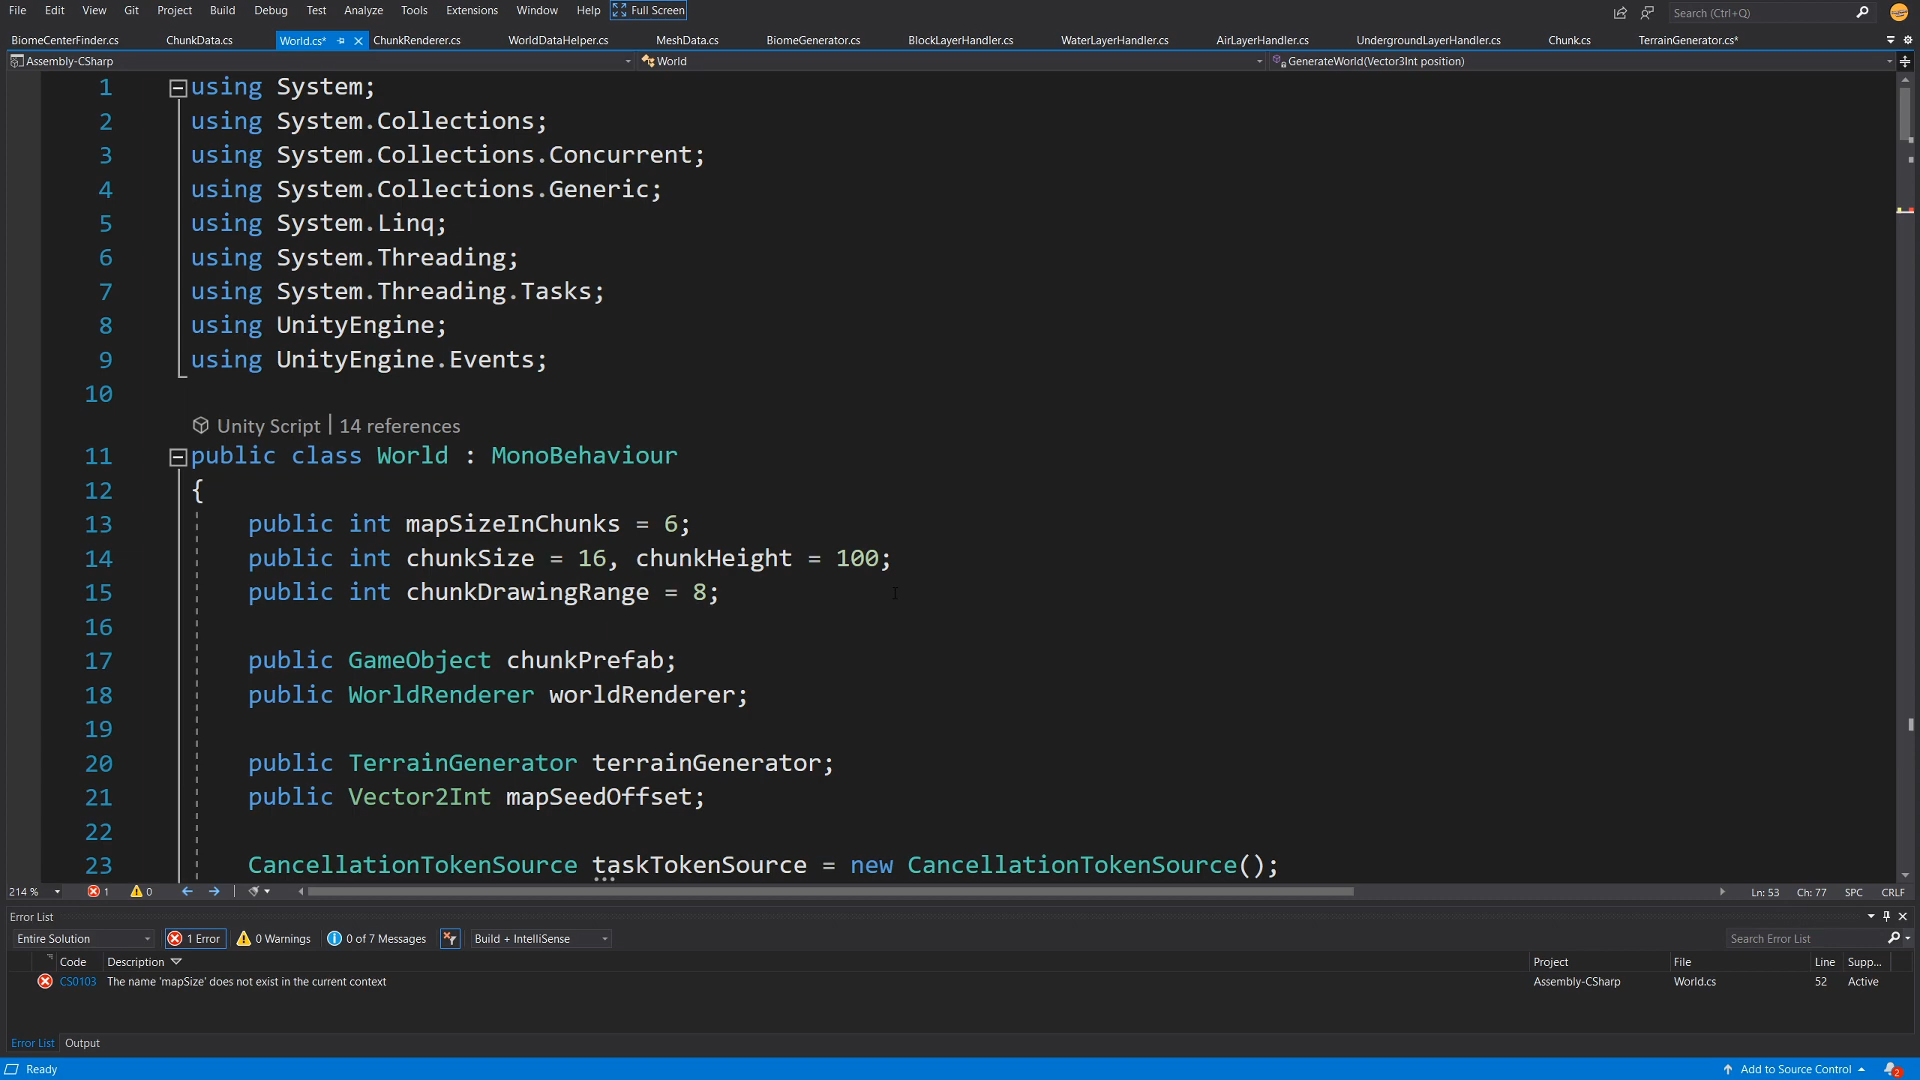 File Edit View Git Project Build Debug Test Analyze Tools Extensions Window Help Full Screen Search (Ctrl+Q)
BiomeCenterFinder.cs ChunkData.cs World.cs* ChunkRenderer.cs WorldDataHelper.cs MeshData.cs BiomeGenerator.cs BlockLayerHandler.cs WaterLayerHandler.cs AirLayerHandler.cs UndergroundLayerHandler.cs Chunk.cs TerrainGenerator.cs*
Assembly-CSharp World GenerateWorld(Vector3Int position)
1 using System;
2 using System.Collections;
3 using System.Collections.Concurrent;
4 using System.Collections.Generic;
5 using System.Linq;
6 using System.Threading;
7 using System.Threading.Tasks;
8 using UnityEngine;
9 using UnityEngine.Events;
10
Unity Script | 14 references
11 public class World : MonoBehaviour
12 {
13 public int mapSizeInChunks = 6;
14 public int chunkSize = 16, chunkHeight = 100;
15 public int chunkDrawingRange = 8;
16
17 public GameObject chunkPrefab;
18 public WorldRenderer worldRenderer;
19
20 public TerrainGenerator terrainGenerator;
21 public Vector2Int mapSeedOffset;
22
23 CancellationTokenSource taskTokenSource = new CancellationTokenSource();
214 % 1 0 Ln: 53 Ch: 77 SPC CRLF
Error List
Entire Solution 1 Error 0 Warnings 0 of 7 Messages Build + IntelliSense Search Error List
Code Description Project File Line Supp...
CS0103 The name 'mapSize' does not exist in the current context Assembly-CSharp World.cs 52 Active
Error List Output
Ready Add to Source Control 2